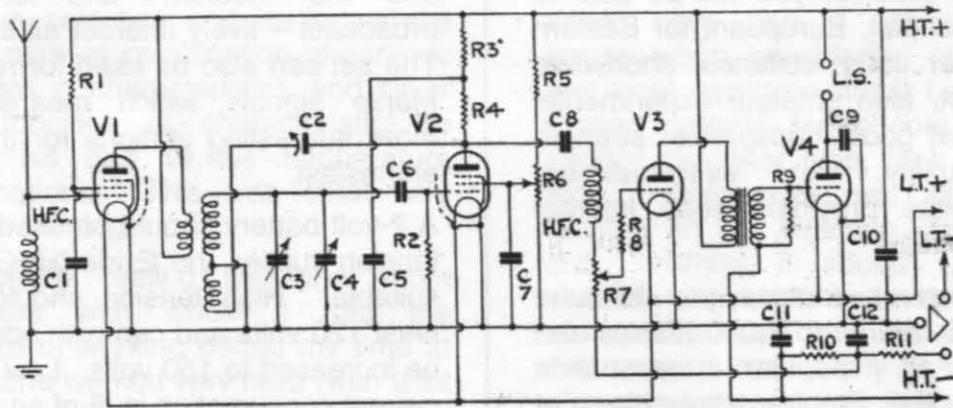 H.T.+
R3
R1
L.S.
R5
R4
V1
C2
V2
C8
V3
C9
V4
C6
R6
R9
H.F.C.
H.F.C.
L.T.+
R2
R8
C10
L.T.
C1
C3
C4
C5
C7
R7
C11
C12
R10
R11
H.T.